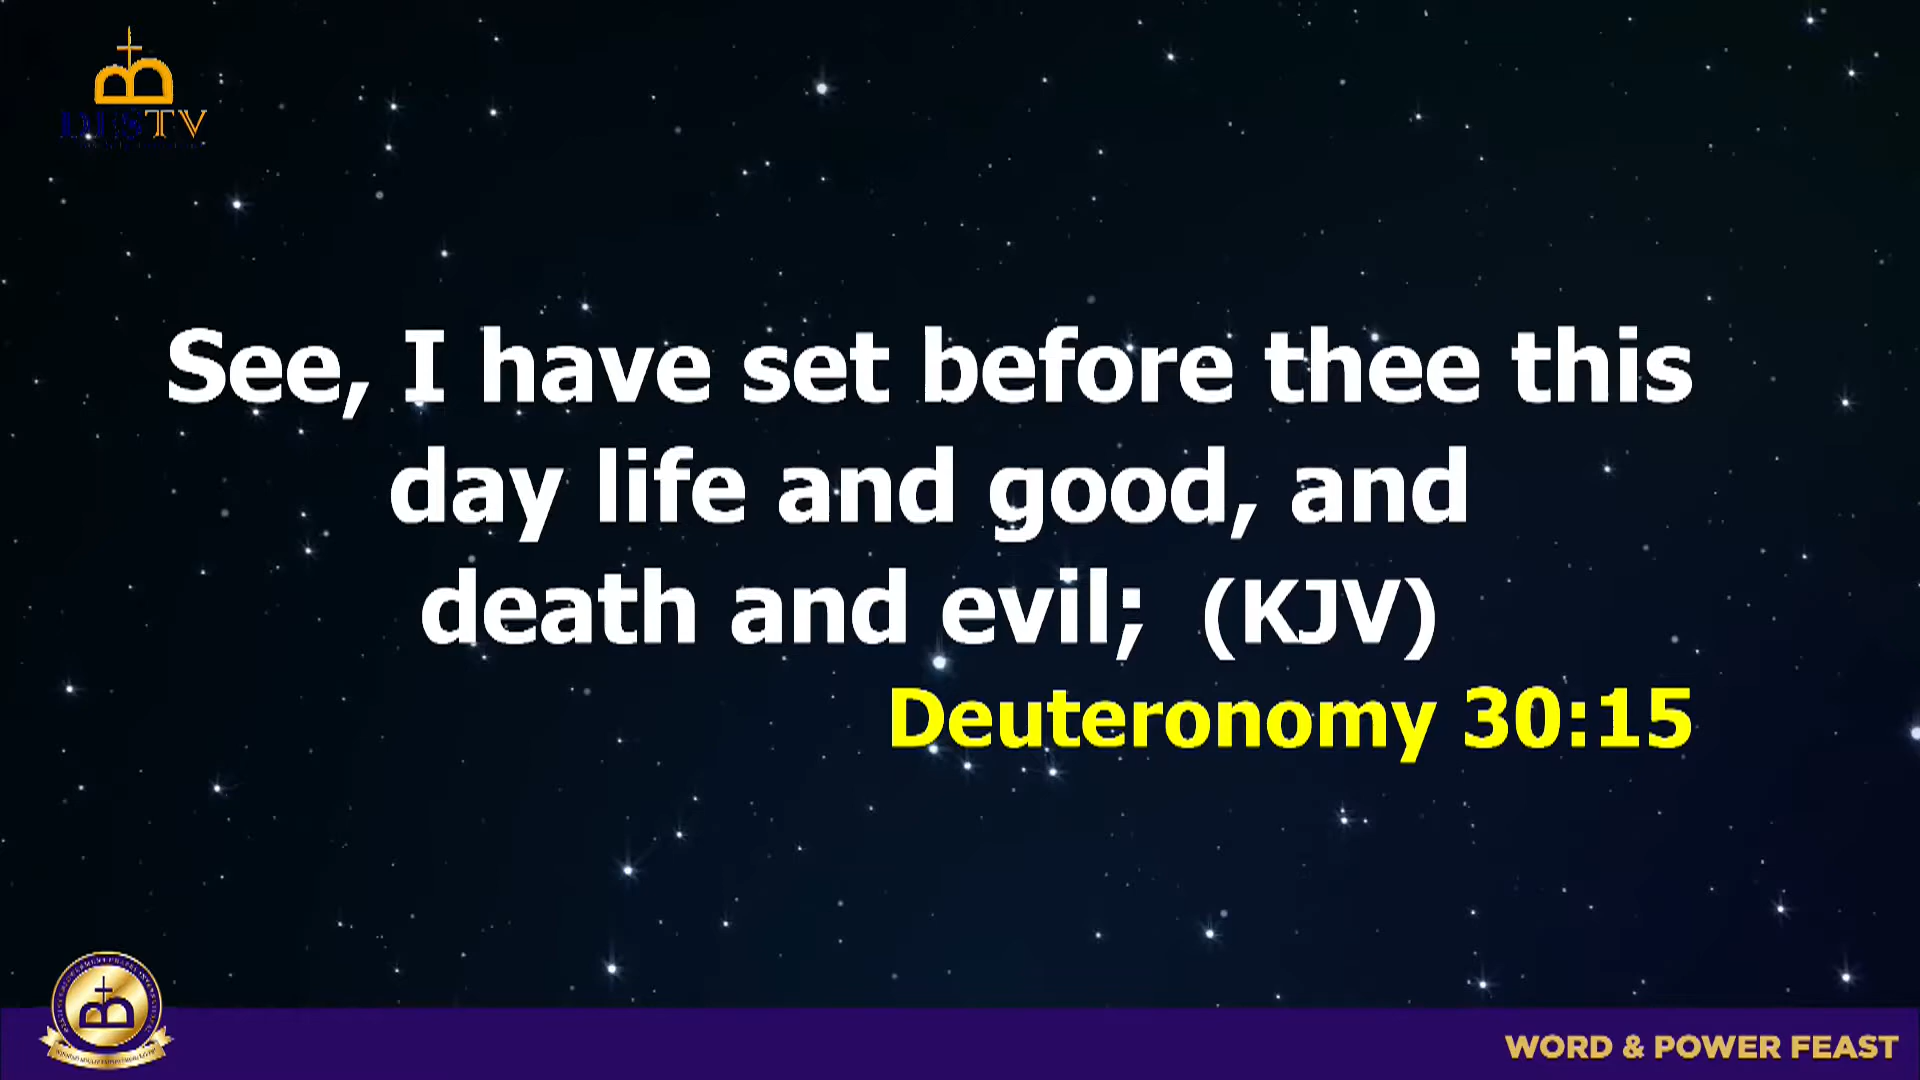 DESTV
See, I have set before thee this
day life and good, and
death and evil;  (KJV)
Deuteronomy 30:15
WORD & POWER FEAST